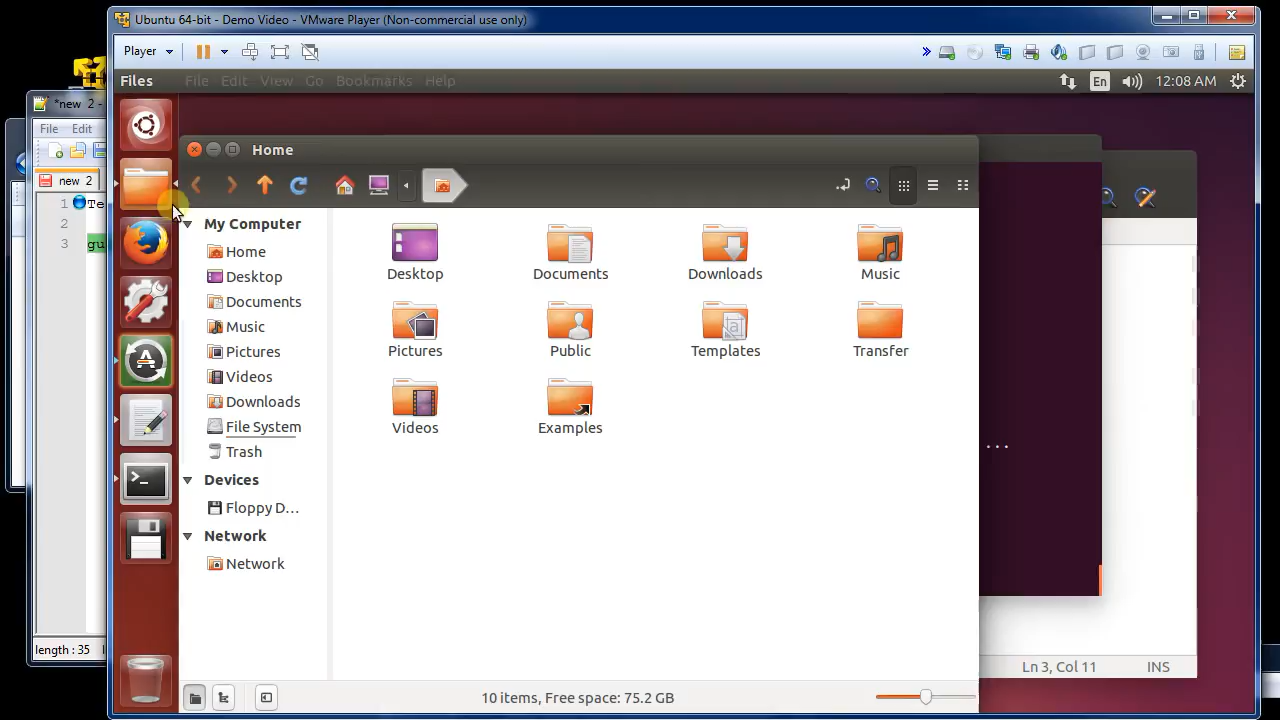 Ubuntu 64-bit - Demo Video - VMware Player (Non-commercial use only)
Player
Files File Edit View Go Bookmarks Help
En 12:08 AM
*new 2 -
File Edit
new 2
1 Te
2
3 gu
length : 35
Home
My Computer
Home
Desktop
Documents
Music
Pictures
Videos
Downloads
File System
Trash
Devices
Floppy D...
Network
Network
Desktop Documents Downloads Music
Pictures Public Templates Transfer
Videos Examples
...
10 items, Free space: 75.2 GB
Ln 3, Col 11 INS